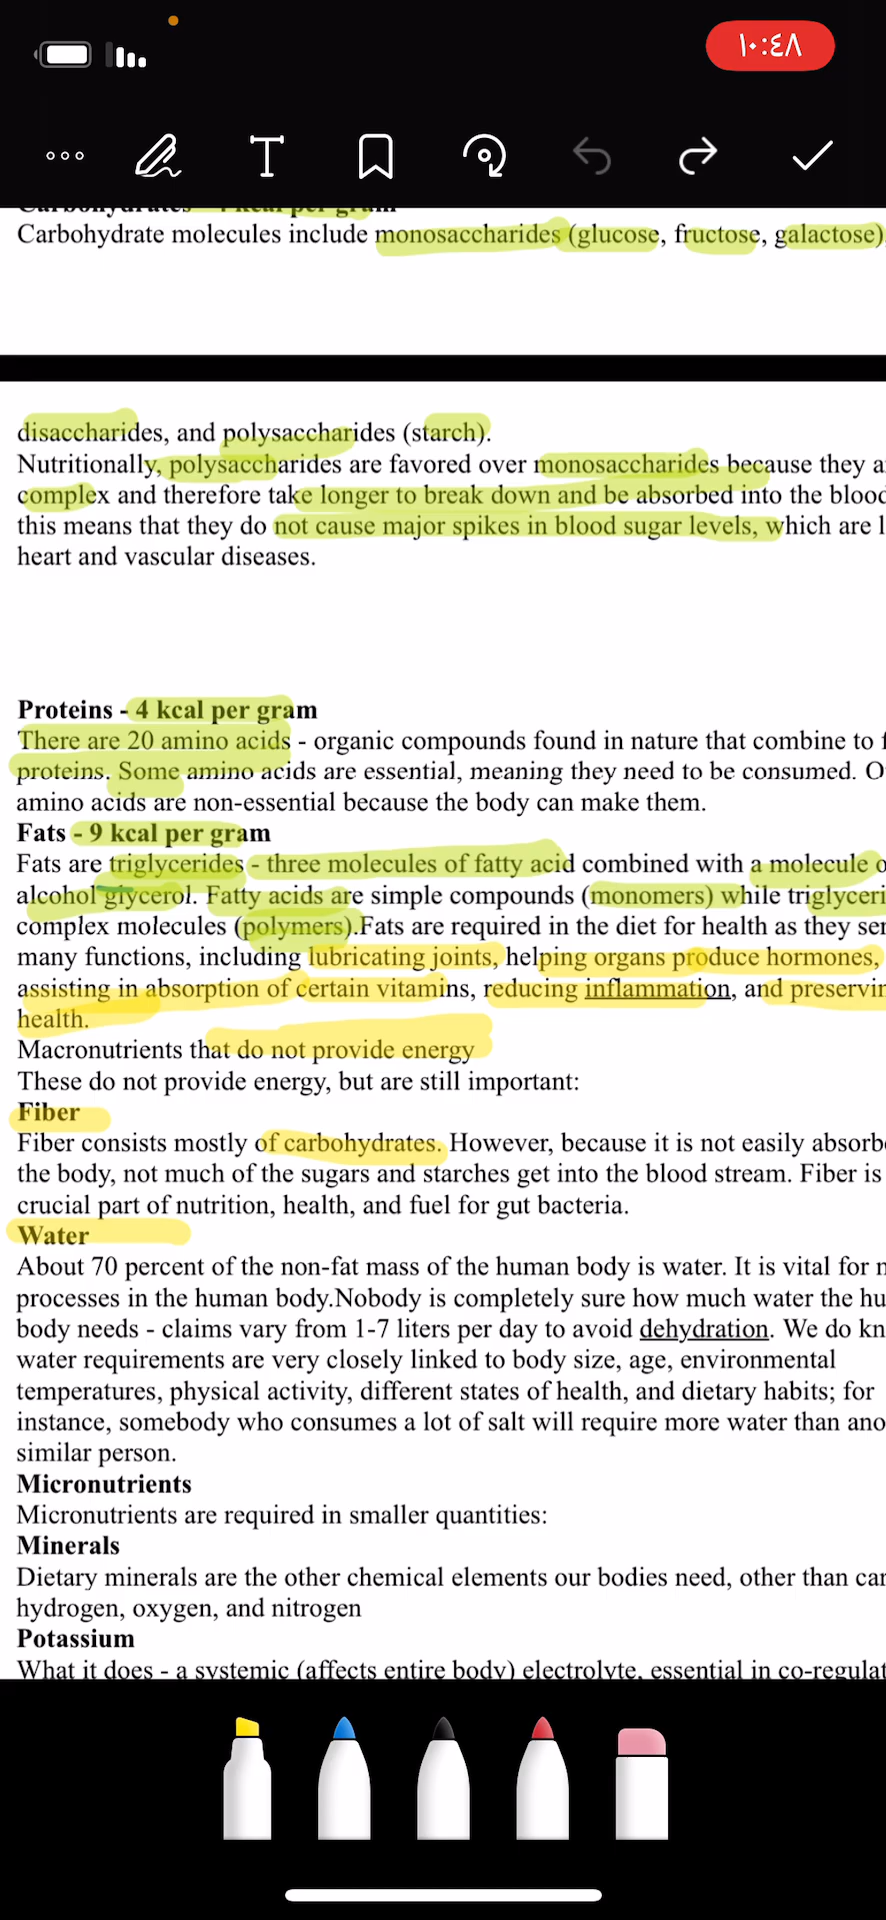 ١٠:٤٨
T
Carbohydrates - 4 kcal per gram
Carbohydrate molecules include monosaccharides (glucose, fructose, galactose)
disaccharides, and polysaccharides (starch).
Nutritionally, polysaccharides are favored over monosaccharides because they a
complex and therefore take longer to break down and be absorbed into the blood
this means that they do not cause major spikes in blood sugar levels, which are l
heart and vascular diseases.
Proteins - 4 kcal per gram
There are 20 amino acids - organic compounds found in nature that combine to f
proteins. Some amino acids are essential, meaning they need to be consumed. O
amino acids are non-essential because the body can make them.
Fats - 9 kcal per gram
Fats are triglycerides - three molecules of fatty acid combined with a molecule o
alcohol glycerol. Fatty acids are simple compounds (monomers) while triglyceri
complex molecules (polymers).Fats are required in the diet for health as they ser
many functions, including lubricating joints, helping organs produce hormones,
assisting in absorption of certain vitamins, reducing inflammation, and preservin
health.
Macronutrients that do not provide energy
These do not provide energy, but are still important:
Fiber
Fiber consists mostly of carbohydrates. However, because it is not easily absorb
the body, not much of the sugars and starches get into the blood stream. Fiber is
crucial part of nutrition, health, and fuel for gut bacteria.
Water
About 70 percent of the non-fat mass of the human body is water. It is vital for
processes in the human body.Nobody is completely sure how much water the hu
body needs - claims vary from 1-7 liters per day to avoid dehydration. We do kn
water requirements are very closely linked to body size, age, environmental
temperatures, physical activity, different states of health, and dietary habits; for
instance, somebody who consumes a lot of salt will require more water than ano
similar person.
Micronutrients
Micronutrients are required in smaller quantities:
Minerals
Dietary minerals are the other chemical elements our bodies need, other than car
hydrogen, oxygen, and nitrogen
Potassium
What it does - a systemic (affects entire body) electrolyte, essential in co-regulat